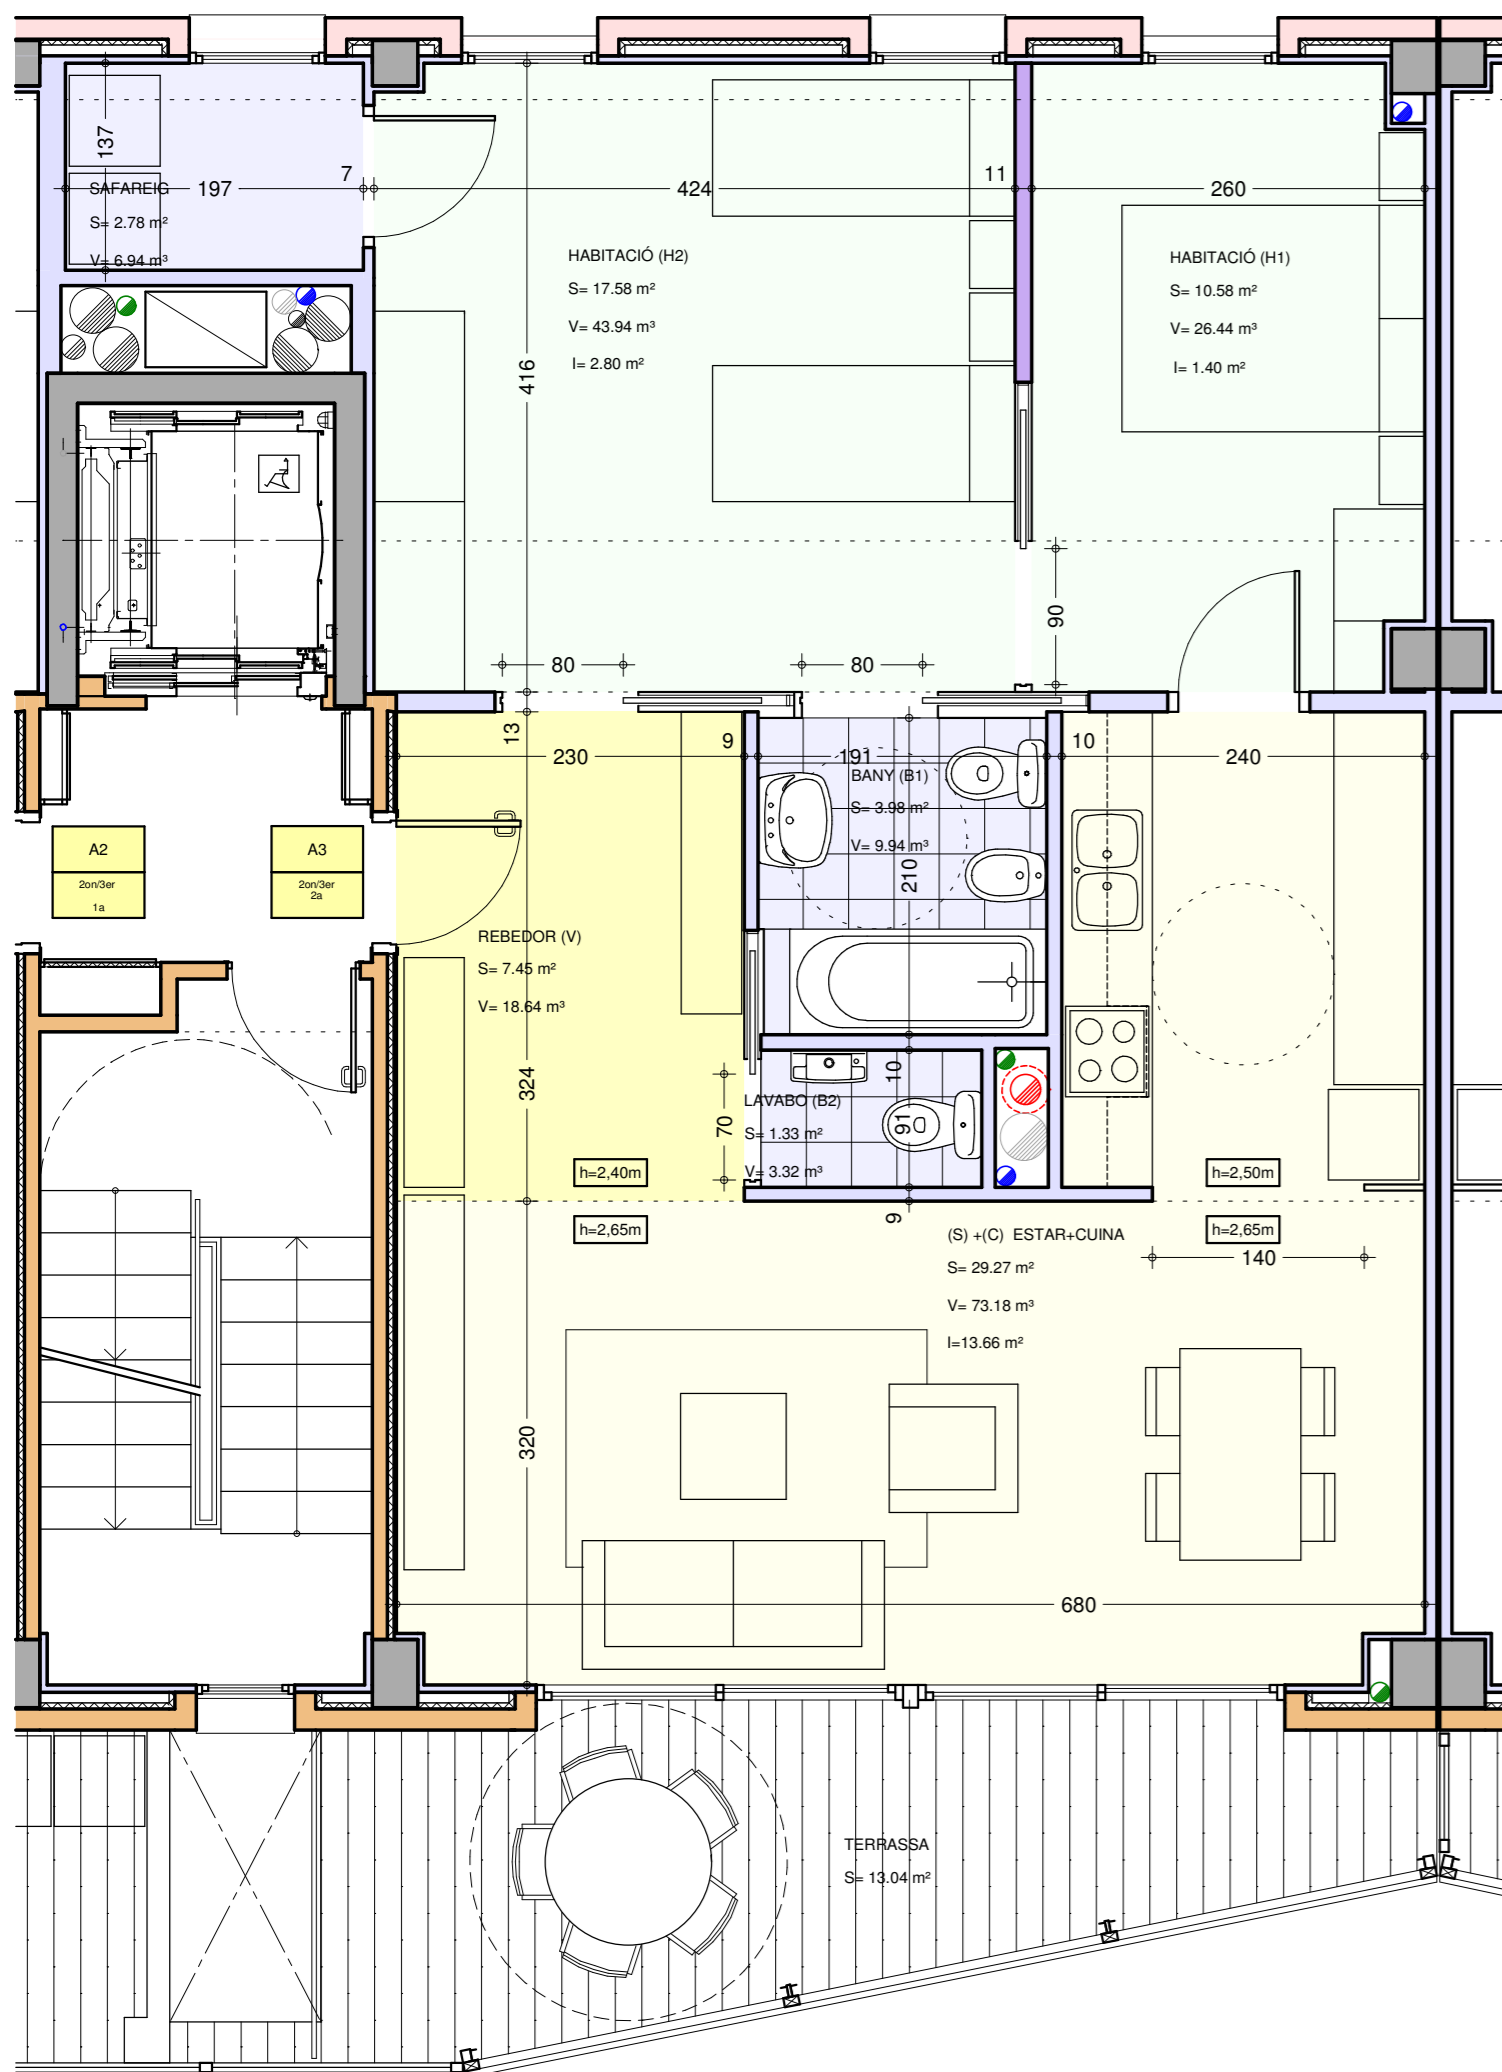 137
SAFAREIG
197
7
S= 2.78 m²
V= 6.94 m³
424
11
260
HABITACIÓ (H2)
S= 17.58 m²
V= 43.94 m³
I= 2.80 m²
HABITACIÓ (H1)
S= 10.58 m²
V= 26.44 m³
I= 1.40 m²
416
90
80
80
13
230
9
191
10
240
BANY (B1)
S= 3.98 m²
V= 9.94 m³
210
A2
2on/3er
1a
A3
2on/3er
2a
REBEDOR (V)
S= 7.45 m²
V= 18.64 m³
324
10
70
LAVABO (B2)
S= 1.33 m²
V= 3.32 m³
91
h=2,40m
h=2,65m
9
h=2,50m
h=2,65m
140
(S) +(C) ESTAR+CUINA
S= 29.27 m²
V= 73.18 m³
I=13.66 m²
320
680
TERRASSA
S= 13.04 m²